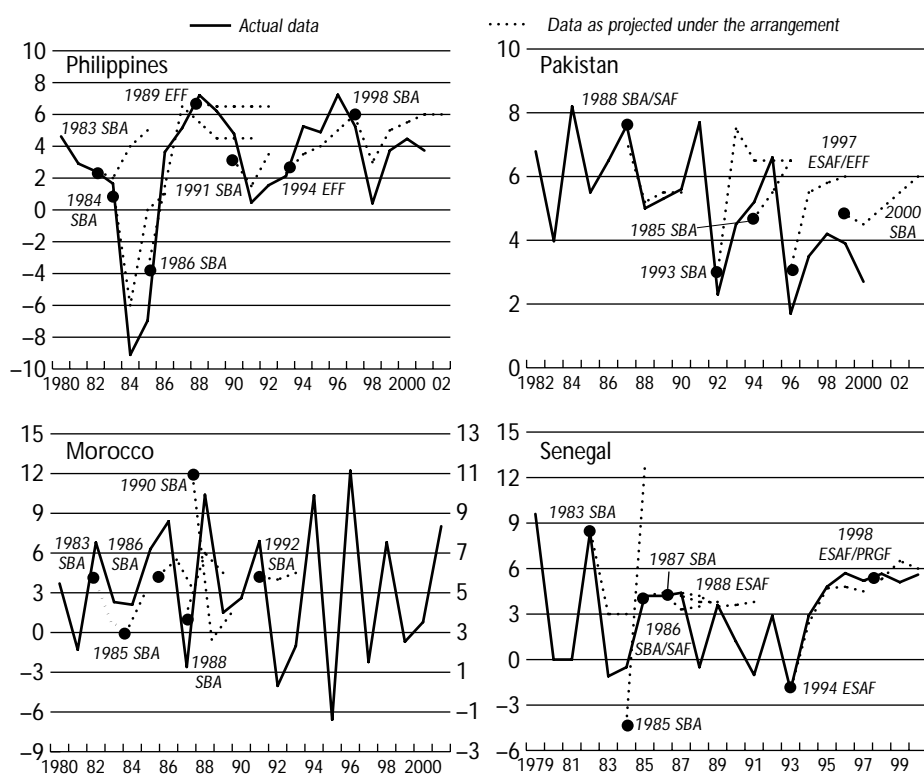 Actual data
Data as projected under the arrangement
Philippines
10
8
6
4
2
0
−2
−4
−6
−8
−10
1989 EFF
1998 SBA
1983 SBA
1991 SBA
1994 EFF
1984
SBA
1986 SBA
1980 82 84 86 88 90 92 94 96 98 2000 02
Pakistan
10
8
6
4
2
0
1988 SBA/SAF
1997
ESAF/EFF
1985 SBA
2000
SBA
1993 SBA
1982 84 86 88 90 92 94 96 98 2000 02
Morocco
15
12
9
6
3
0
−3
−6
−9
13
11
9
7
5
3
1
−1
−3
1990 SBA
1983
SBA
1986
SBA
1992
SBA
1985 SBA
1988
SBA
1980 82 84 86 88 90 92 94 96 98 2000
Senegal
15
12
9
6
3
0
−3
−6
1983 SBA
1998
ESAF/PRGF
1987 SBA
1988 ESAF
1986
SBA/SAF
1994 ESAF
1985 SBA
1979 81 83 85 87 89 91 93 95 97 99